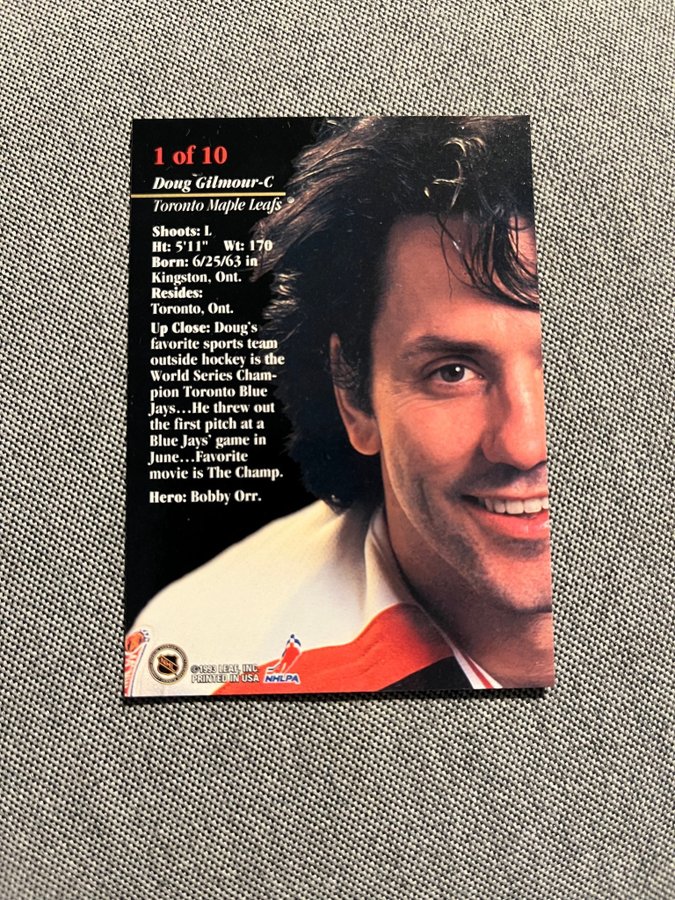 1 of 10
Doug Gilmour-C
Toronto Maple Leafs®
Shoots: L
Ht: 5'11" Wt: 170
Born: 6/25/63 in
Kingston, Ont.
Resides:
Toronto, Ont.
Up Close: Doug's
favorite sports team
outside hockey is the
World Series Cham-
pion Toronto Blue
Jays...He threw out
the first pitch at a
Blue Jays' game in
June...Favorite
movie is The Champ.
Hero: Bobby Orr.
©1993 LEAF, INC.
PRINTED IN USA
NHLPA